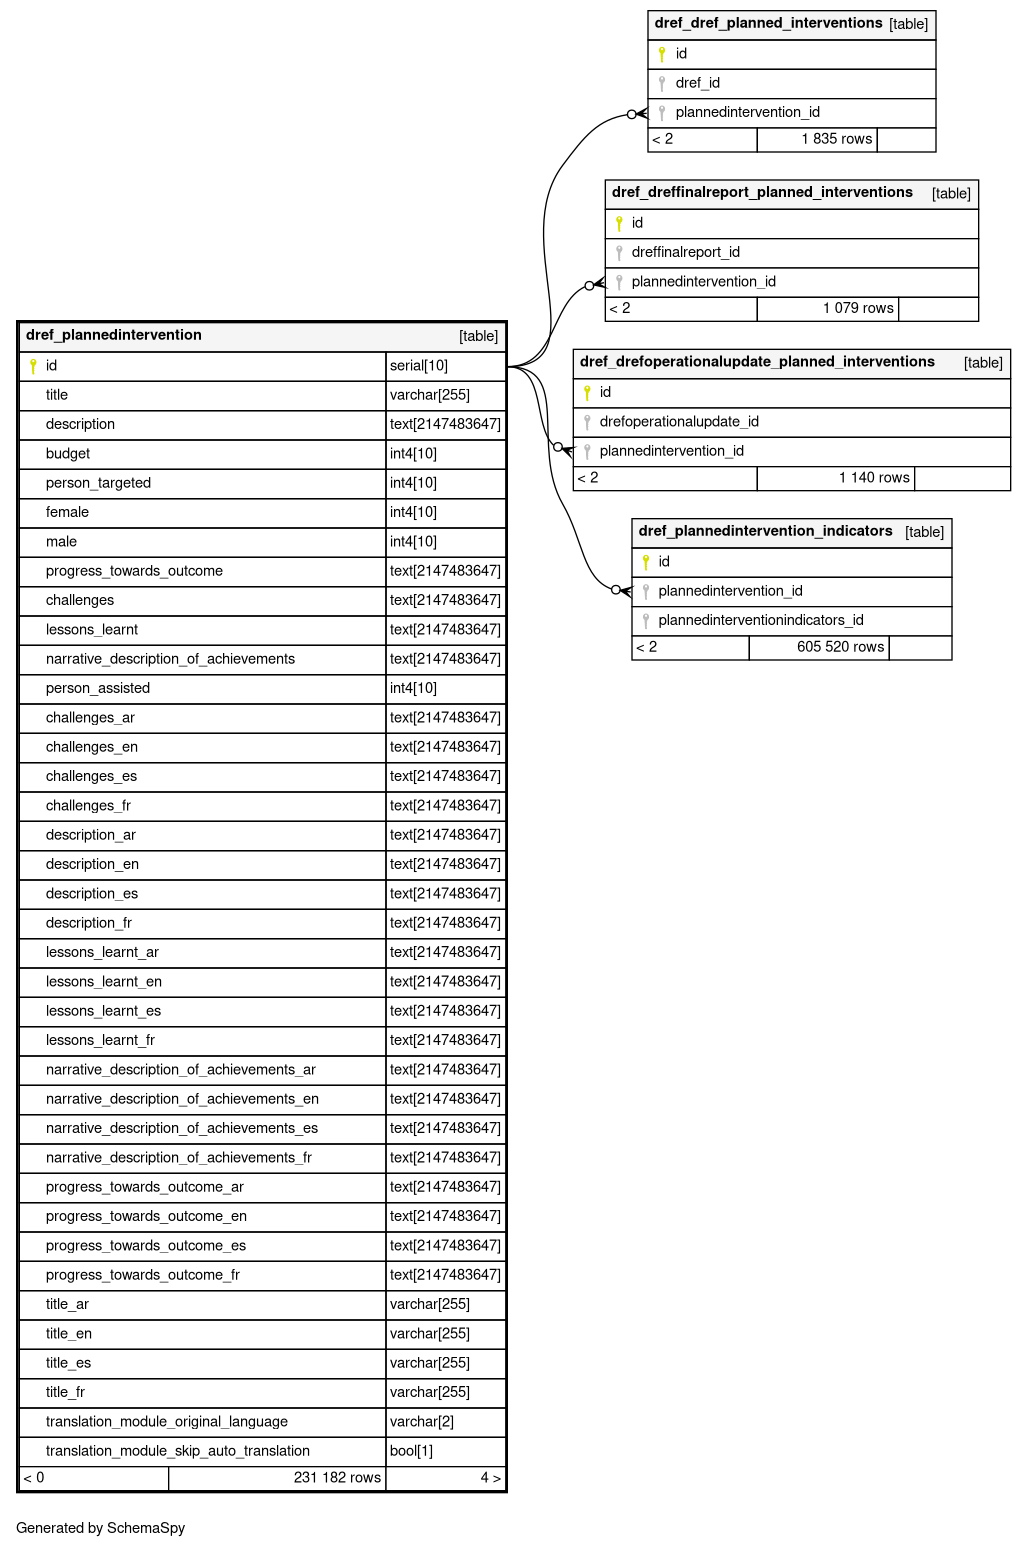 dref_dref_planned_interventions [table]
id
dref_id
plannedintervention_id
< 2 1 835 rows
dref_dreffinalreport_planned_interventions [table]
id
dreffinalreport_id
plannedintervention_id
< 2 1 079 rows
dref_drefoperationalupdate_planned_interventions [table]
id
drefoperationalupdate_id
plannedintervention_id
< 2 1 140 rows
dref_plannedintervention_indicators [table]
id
plannedintervention_id
plannedinterventionindicators_id
< 2 605 520 rows
dref_plannedintervention [table]
id serial[10]
title varchar[255]
description text[2147483647]
budget int4[10]
person_targeted int4[10]
female int4[10]
male int4[10]
progress_towards_outcome text[2147483647]
challenges text[2147483647]
lessons_learnt text[2147483647]
narrative_description_of_achievements text[2147483647]
person_assisted int4[10]
challenges_ar text[2147483647]
challenges_en text[2147483647]
challenges_es text[2147483647]
challenges_fr text[2147483647]
description_ar text[2147483647]
description_en text[2147483647]
description_es text[2147483647]
description_fr text[2147483647]
lessons_learnt_ar text[2147483647]
lessons_learnt_en text[2147483647]
lessons_learnt_es text[2147483647]
lessons_learnt_fr text[2147483647]
narrative_description_of_achievements_ar text[2147483647]
narrative_description_of_achievements_en text[2147483647]
narrative_description_of_achievements_es text[2147483647]
narrative_description_of_achievements_fr text[2147483647]
progress_towards_outcome_ar text[2147483647]
progress_towards_outcome_en text[2147483647]
progress_towards_outcome_es text[2147483647]
progress_towards_outcome_fr text[2147483647]
title_ar varchar[255]
title_en varchar[255]
title_es varchar[255]
title_fr varchar[255]
translation_module_original_language varchar[2]
translation_module_skip_auto_translation bool[1]
< 0 231 182 rows 4 >
Generated by SchemaSpy